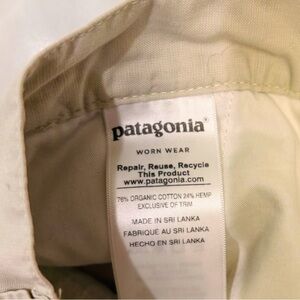 patagonia®
WORN WEAR
Repair, Reuse, Recycle
This Product
www.patagonia.com
76% ORGANIC COTTON 24% HEMP
EXCLUSIVE OF TRIM
MADE IN SRI LANKA
FABRIQUÉ AU SRI LANKA
HECHO EN SRI LANKA